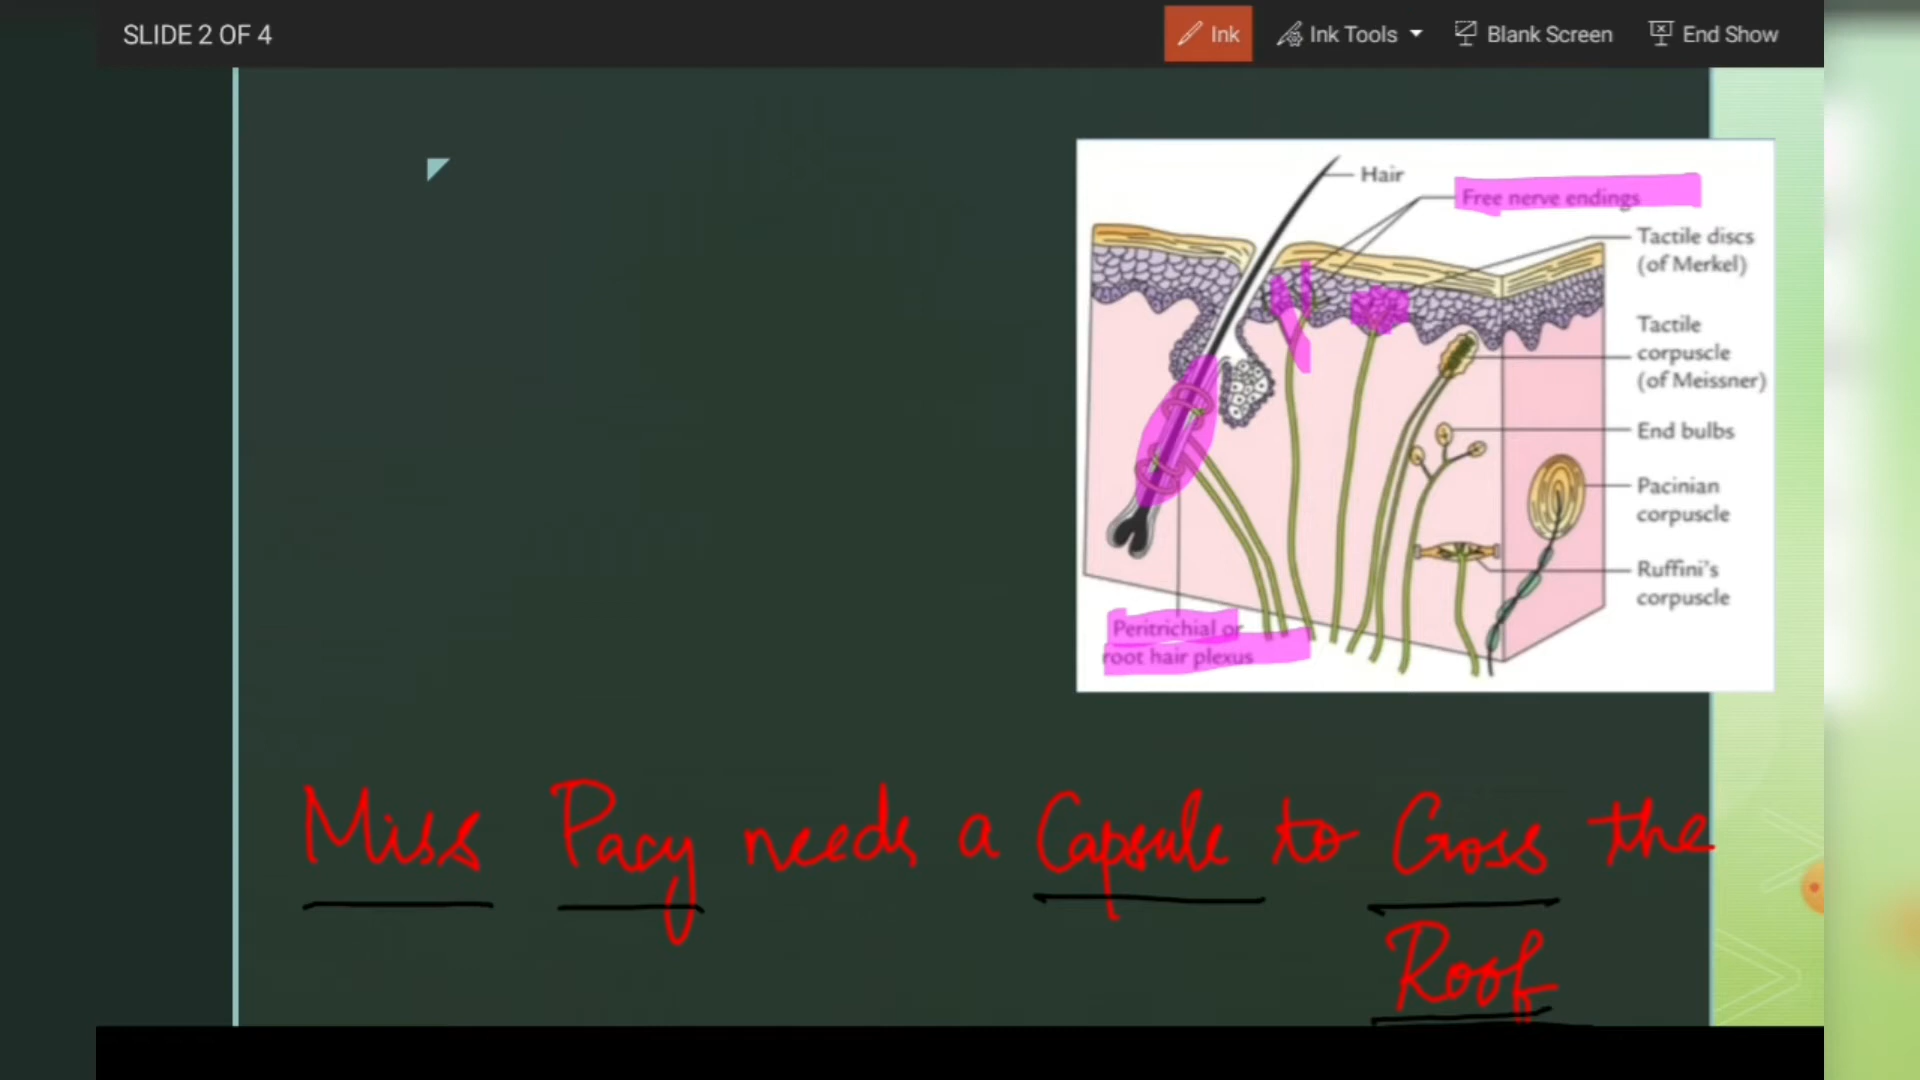 SLIDE 2 OF 4
Ink
Ink Tools
Blank Screen
End Show
Hair
Free nerve endings
Tactile discs
(of Merkel)
Tactile
corpuscle
(of Meissner)
End bulbs
Pacinian
corpuscle
Ruffini's
corpuscle
Peritrichial or
root hair plexus
Miss Pacy needs a Capsule to Cross the
Roof